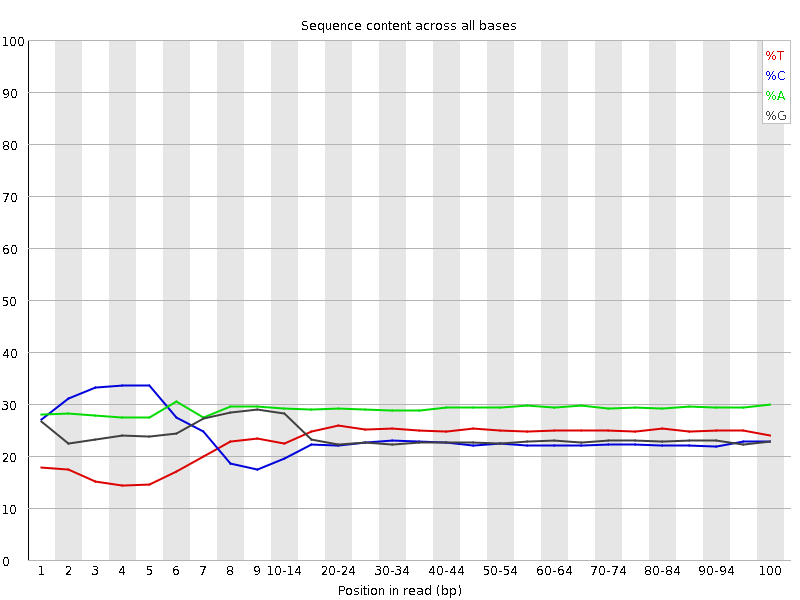 Sequence content across all bases
%T
%C
%A
%G
100
90
80
70
60
50
40
30
20
10
0
1 2 3 4 5 6 7 8 9 10-14 20-24 30-34 40-44 50-54 60-64 70-74 80-84 90-94 100
Position in read (bp)